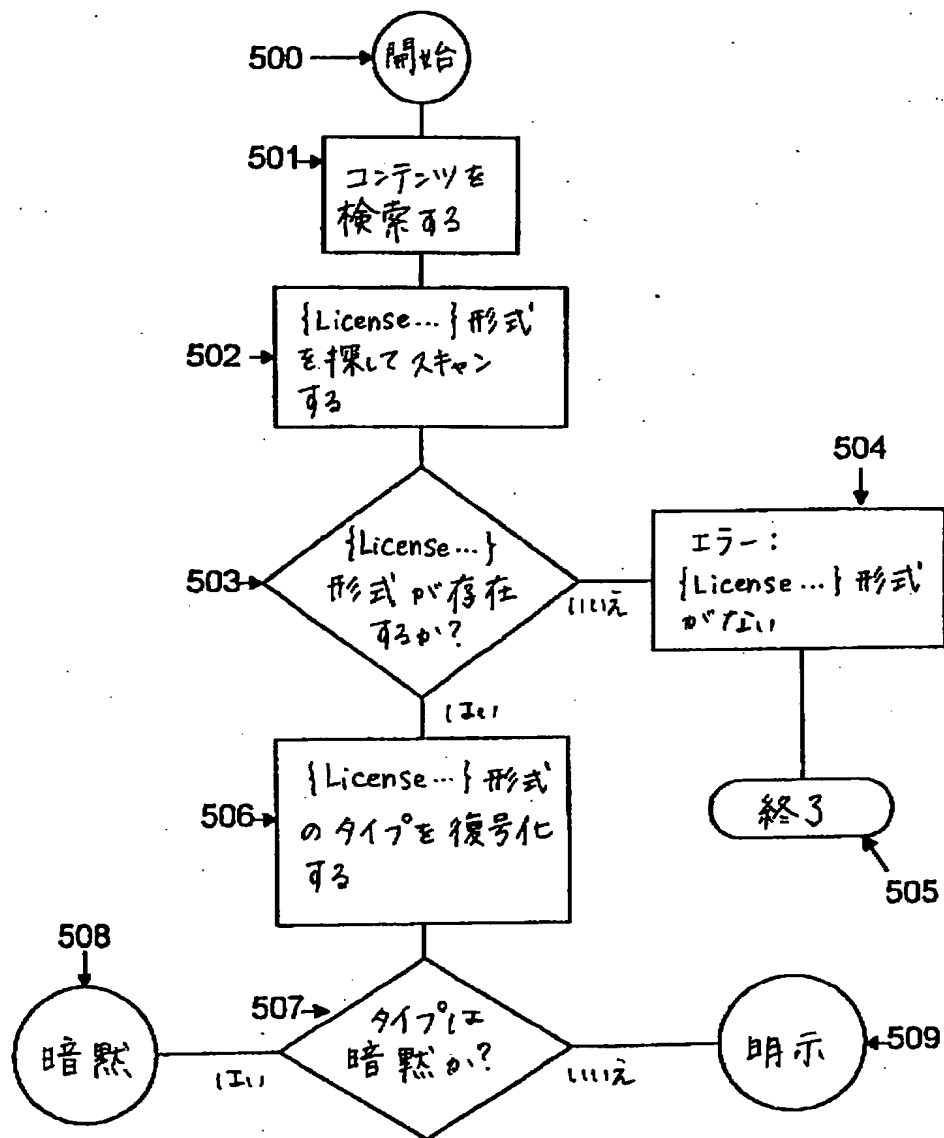 500
開始
501
コンテンツを
検索する
502
{License…}形式
を探してスキャン
する
503
{License…}
形式が存在
するか?
いいえ
504
エラー:
{License…}形式
がない
終了
505
はい
506
{License…}形式
のタイプを復号化
する
507
タイプは
暗黙か?
はい
508
暗黙
いいえ
明示
509